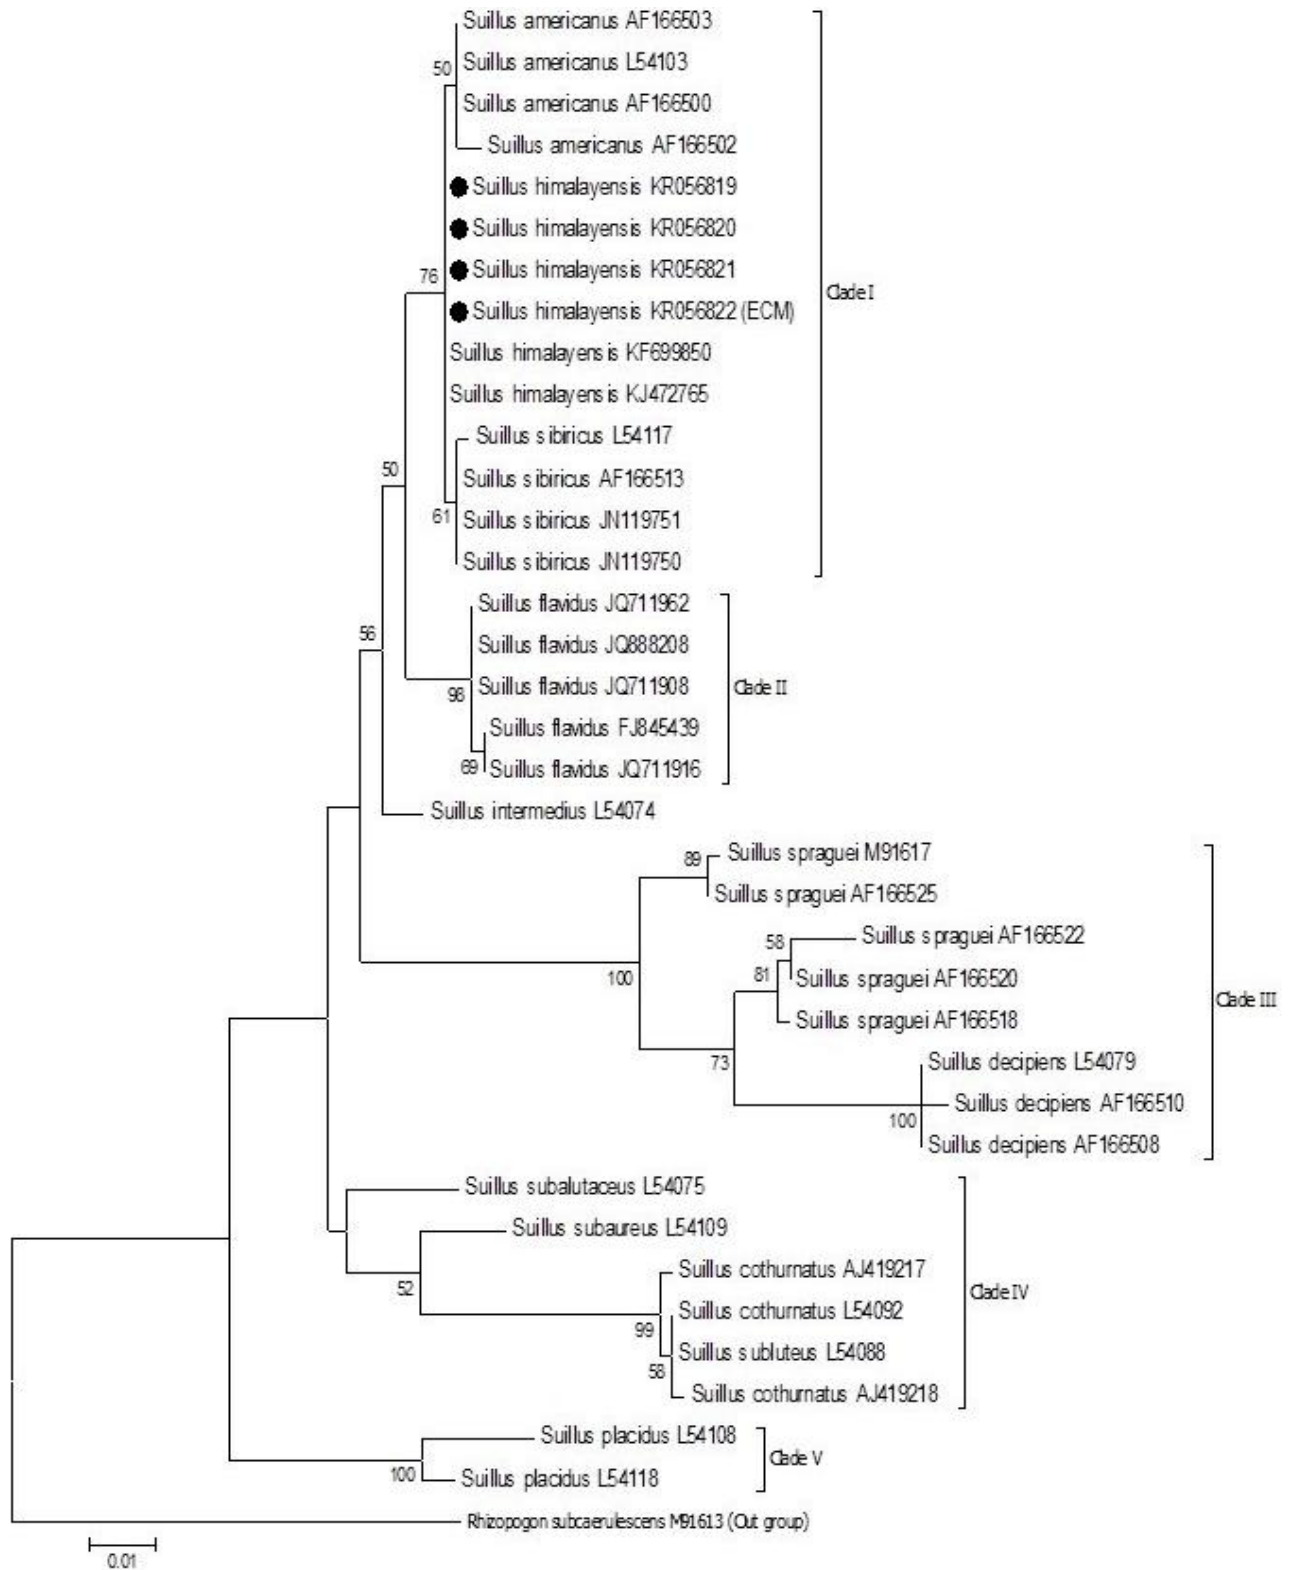 Suillus americanus AF166503
50
Suillus americanus L54103
Suillus americanus AF166500
Suillus americanus AF166502
Suillus himalayensis KR056819
Suillus himalayensis KR056820
76
Suillus himalayensis KR056821
Clade I
Suillus himalayensis KR056822 (ECM)
Suillus himalayensis KF699850
Suillus himalayensis KJ472765
Suillus sibiricus L54117
50
Suillus sibiricus AF166513
61
Suillus sibiricus JN119751
Suillus sibiricus JN119750
Suillus flavidus JQ711962
56
Suillus flavidus JQ888208
98
Suillus flavidus JQ711908
Clade II
Suillus flavidus FJ845439
69
Suillus flavidus JQ711916
Suillus intermedius L54074
89
Suillus spraguei M91617
Suillus spraguei AF166525
58
Suillus spraguei AF166522
100
81
Suillus spraguei AF166520
Clade III
Suillus spraguei AF166518
73
Suillus decipiens L54079
Suillus decipiens AF166510
100
Suillus decipiens AF166508
Suillus subalutaceus L54075
Suillus subaureus L54109
52
Suillus cothurnatus AJ419217
Clade IV
Suillus cothurnatus L54092
99
Suillus subluteus L54088
58
Suillus cothurnatus AJ419218
Suillus placidus L54108
Clade V
100
Suillus placidus L54118
Rhizopogon subcaerulescens M91613 (Out group)
0.01